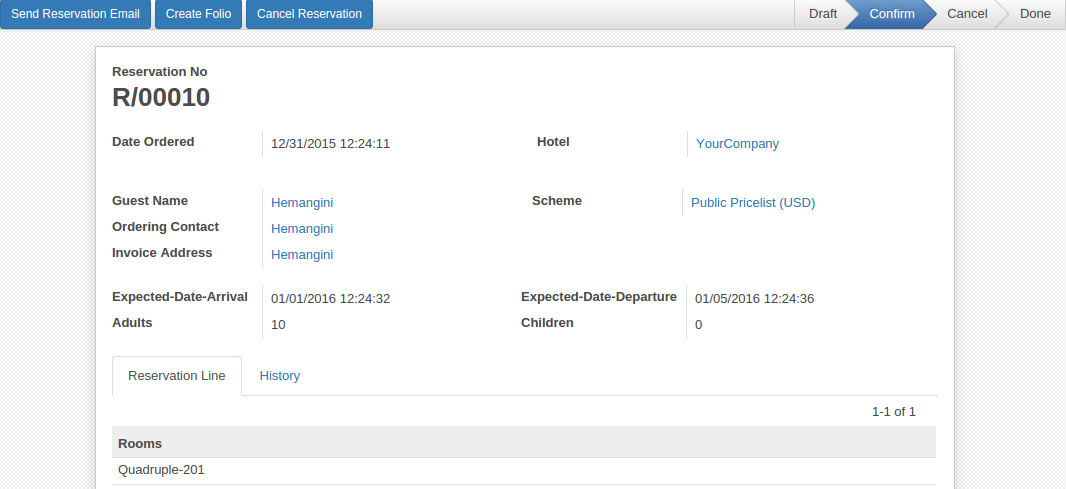 Send Reservation Email Create Folio Cancel Reservation Draft Confirm Cancel Done
Reservation No
R/00010
Date Ordered 12/31/2015 12:24:11 Hotel YourCompany
Guest Name Hemangini Scheme Public Pricelist (USD)
Ordering Contact Hemangini
Invoice Address Hemangini
Expected-Date-Arrival 01/01/2016 12:24:32 Expected-Date-Departure 01/05/2016 12:24:36
Adults 10 Children 0
Reservation Line History
1-1 of 1
Rooms
Quadruple-201